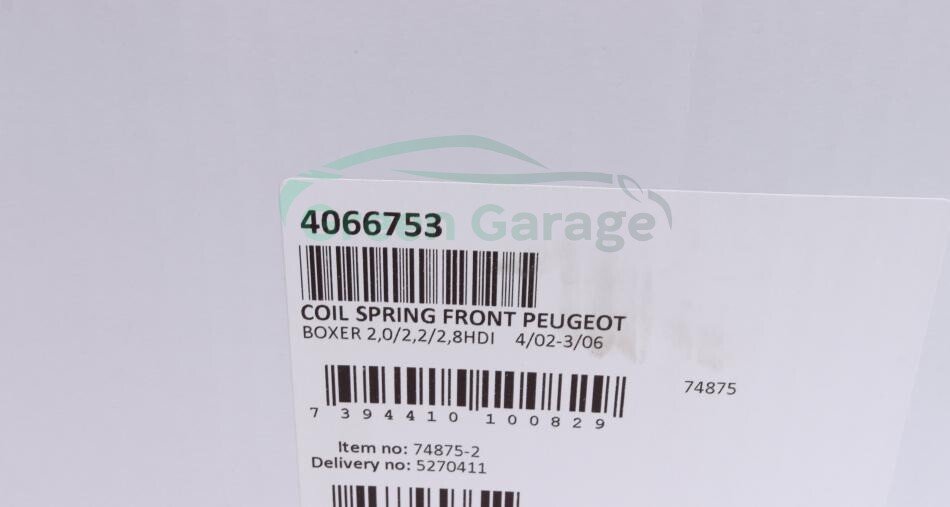 Green Garage
4066753
COIL SPRING FRONT PEUGEOT
BOXER 2,0/2,2/2,8HDI 4/02-3/06
74875
7 394410 100829
Item no: 74875-2
Delivery no: 5270411